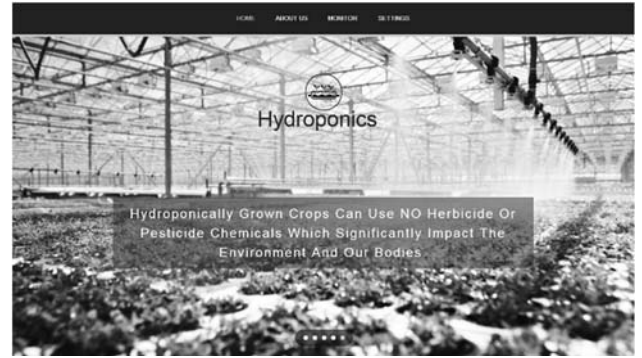 HOME ABOUT US MONITOR SETTINGS
Hydroponics
Hydroponically Grown Crops Can Use NO Herbicide Or
Pesticide Chemicals Which Significantly Impact The
Environment And Our Bodies